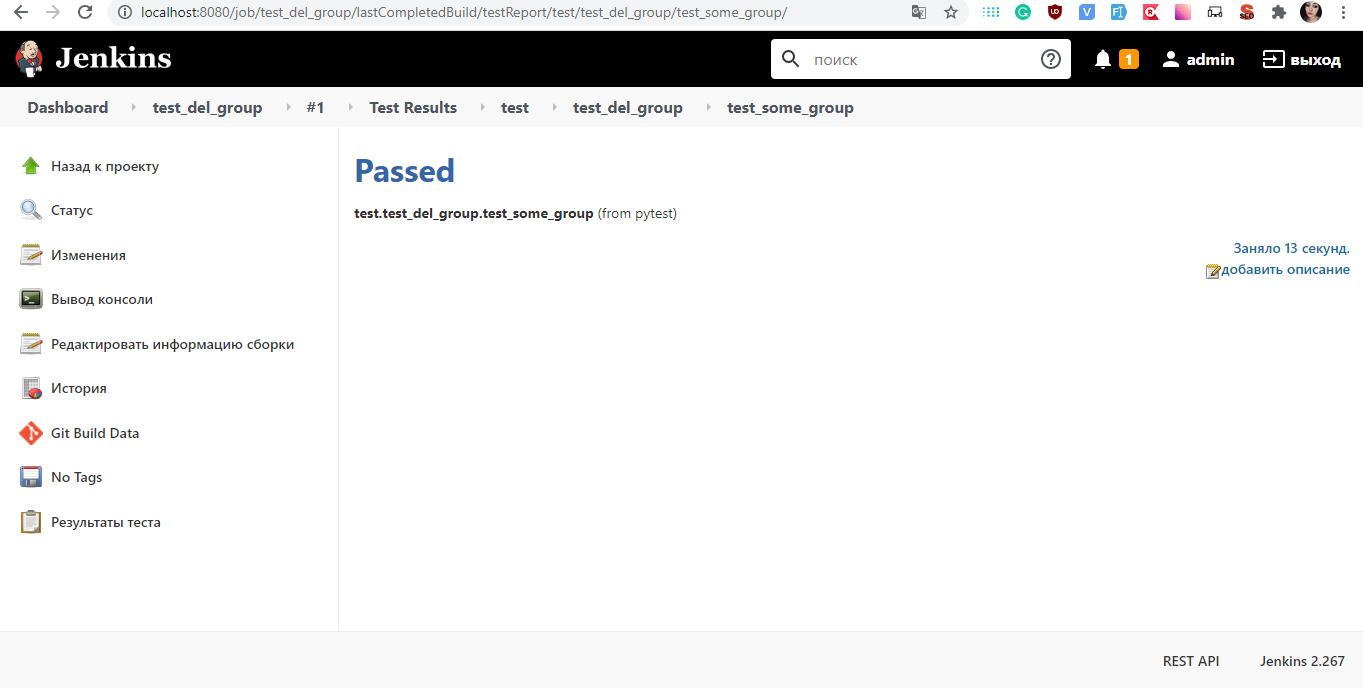 localhost:8080/job/test_del_group/lastCompletedBuild/testReport/test/test_del_group/test_some_group/
Jenkins
поиск
1
admin
выход
Dashboard test_del_group #1 Test Results test test_del_group test_some_group
Назад к проекту
Статус
Изменения
Вывод консоли
Редактировать информацию сборки
История
Git Build Data
No Tags
Результаты теста
Passed
test.test_del_group.test_some_group (from pytest)
Заняло 13 секунд.
добавить описание
REST API Jenkins 2.267